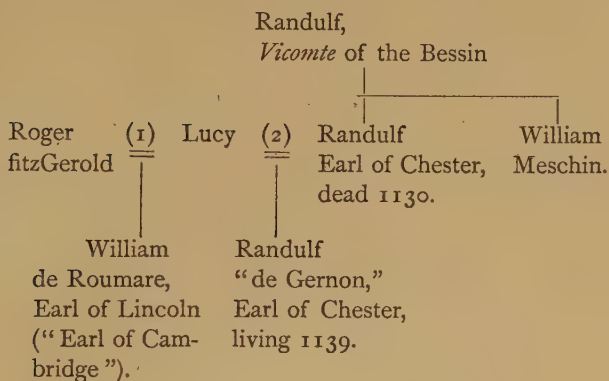 Randulf,
Vicomte of the Bessin
Roger (1) Lucy (2) Randulf William
fitzGerold Earl of Chester, Meschin.
dead 1130.
William Randulf
de Roumare, "de Gernon,"
Earl of Lincoln Earl of Chester,
("Earl of Cam- living 1139.
bridge").